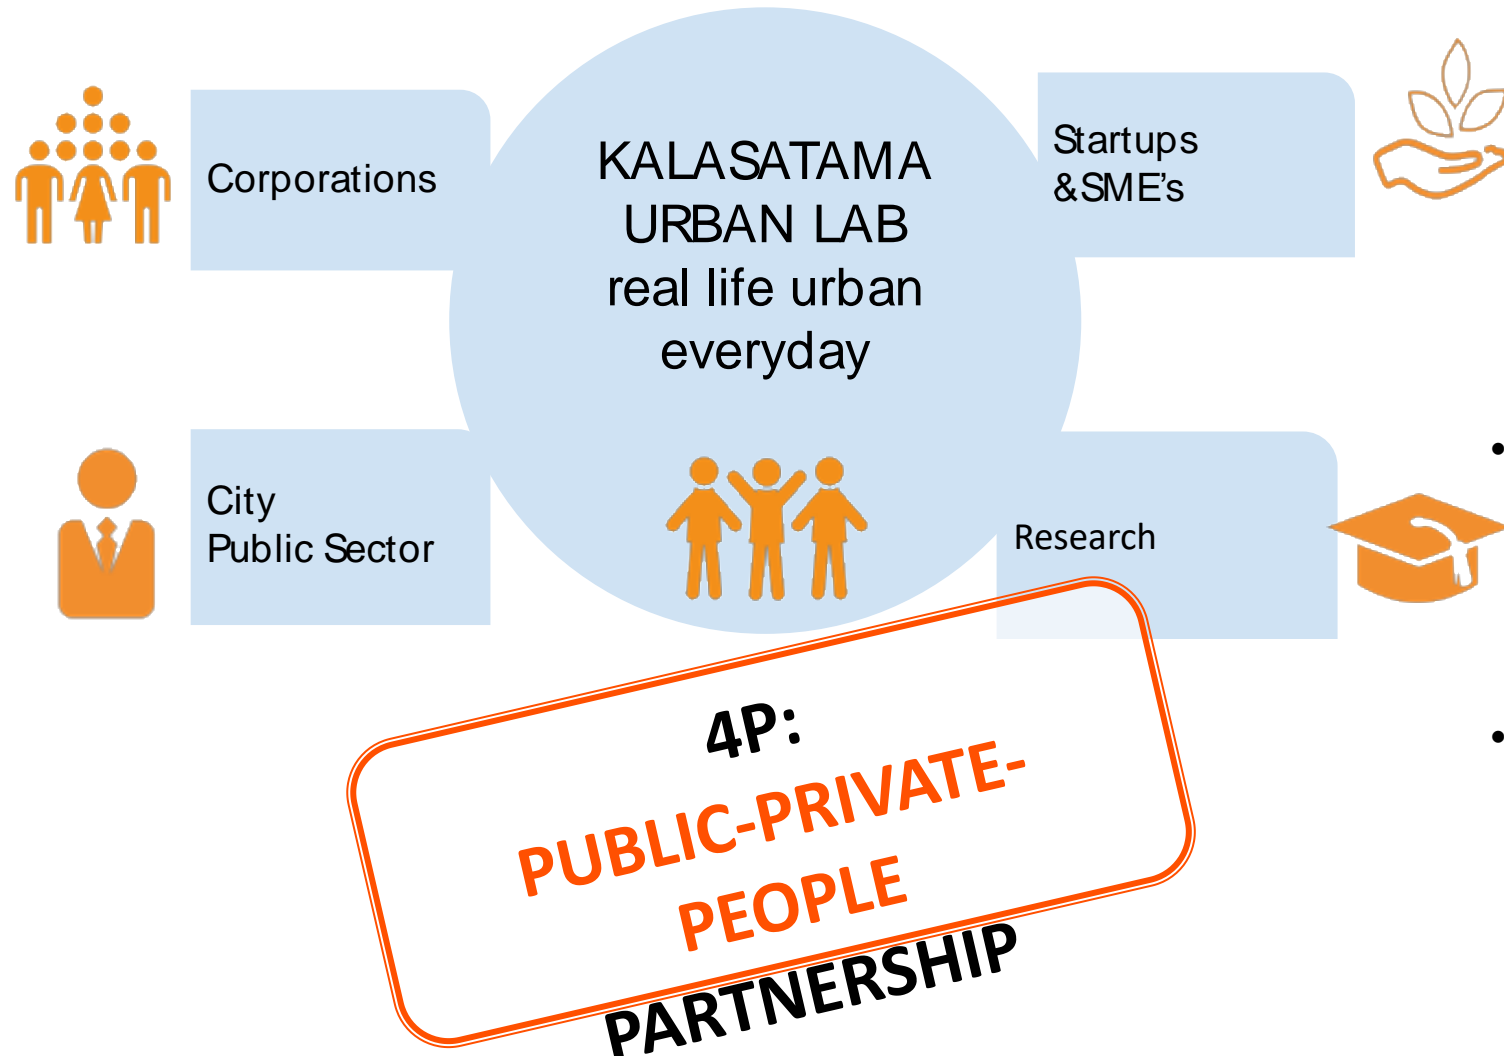 Corporations
KALASATAMA
URBAN LAB
real life urban
everyday
Startups
&SME's
City
Public Sector
Research
•
•
4P:
PUBLIC-PRIVATE-
PEOPLE
PARTNERSHIP